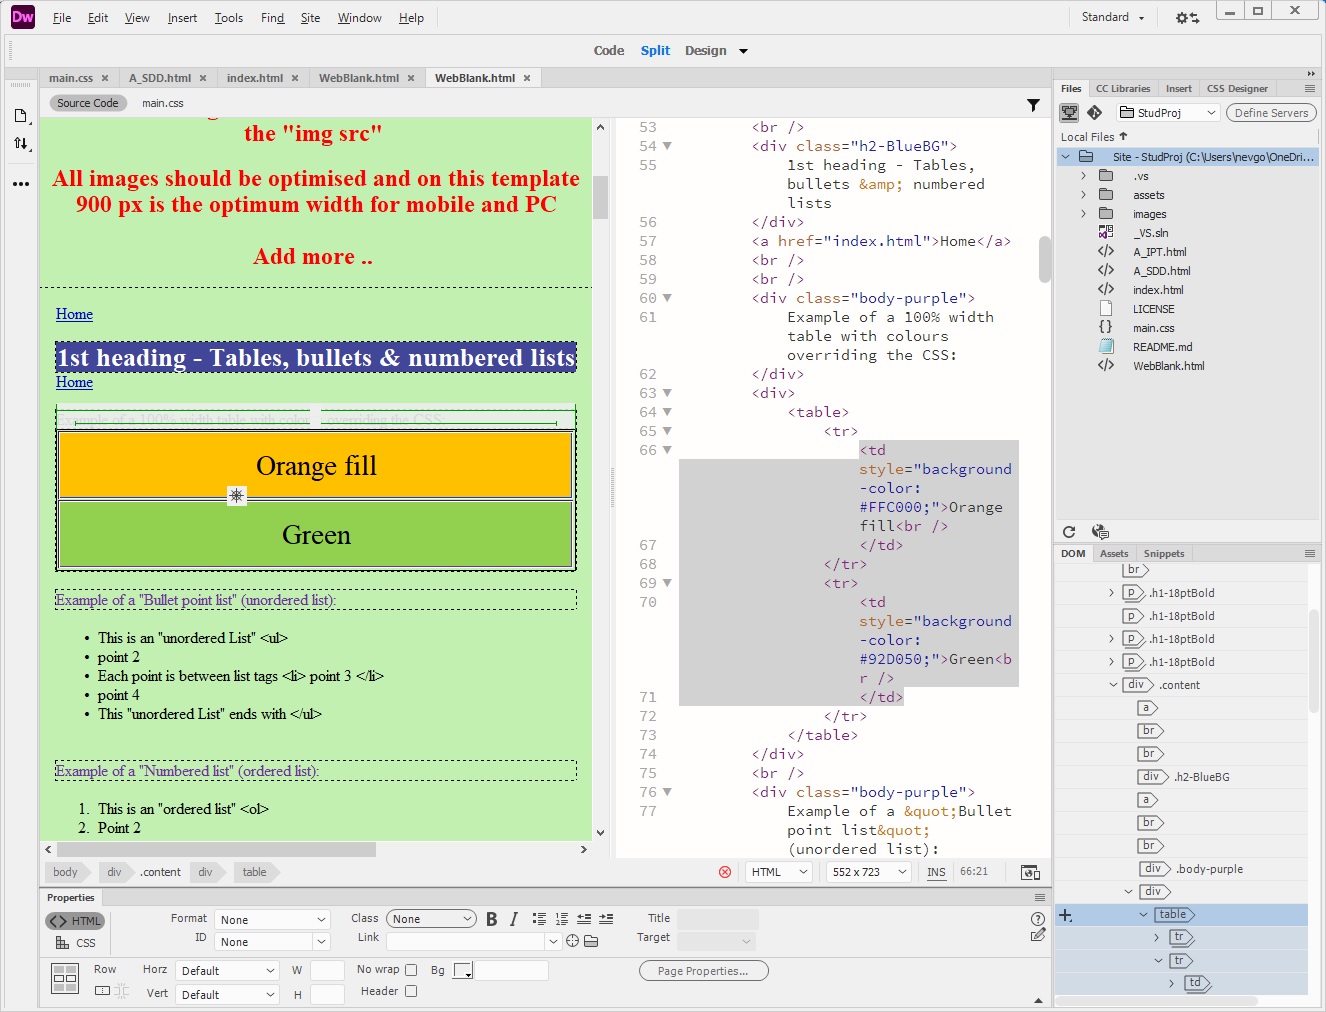 Dw File Edit View Insert Tools Find Site Window Help Standard
Code Split Design
main.css × A_SDD.html × index.html × WebBlank.html × WebBlank.html ×
Source Code main.css
the "img src"
All images should be optimised and on this template
900 px is the optimum width for mobile and PC
Add more ..
Home
1st heading - Tables, bullets & numbered lists
Home
Orange fill
Green
Example of a "Bullet point list" (unordered list):
• This is an "unordered List" <ul>
• point 2
• Each point is between list tags <li> point 3 </li>
• point 4
• This "unordered List" ends with </ul>
Example of a "Numbered list" (ordered list):
1. This is an "ordered list" <ol>
2. Point 2
53 <br />
54 <div class="h2-BlueBG">
55 1st heading - Tables,
bullets &amp; numbered
lists
56 </div>
57 <a href="index.html">Home</a>
58 <br />
59 <br />
60 <div class="body-purple">
61 Example of a 100% width
table with colours
overriding the CSS:
62 </div>
63 <div>
64 <table>
65 <tr>
66 <td
style="background
-color:
#FFC000;">Orange
fill<br />
67 </td>
68 </tr>
69 <tr>
70 <td
style="background
-color:
#92D050;">Green<b
r />
71 </td>
72 </tr>
73 </table>
74 </div>
75 <br />
76 <div class="body-purple">
77 Example of a &quot;Bullet
point list&quot;
(unordered list):
body div .content div table
HTML 552 x 723 INS 66:21
Files CC Libraries Insert CSS Designer
StudProj Define Servers
Local Files
Site - StudProj (C:\Users\nevgo\OneDri...
.vs
assets
images
_VS.sln
A_IPT.html
A_SDD.html
index.html
LICENSE
main.css
README.md
WebBlank.html
DOM Assets Snippets
br
p .h1-18ptBold
p .h1-18ptBold
p .h1-18ptBold
p .h1-18ptBold
div .content
a
br
br
div .h2-BlueBG
a
br
br
div .body-purple
div
table
tr
tr
td
Properties
<> HTML Format None Class None B I Title
CSS ID None Link Target
Row Horz Default W No wrap Bg Page Properties...
Vert Default H Header